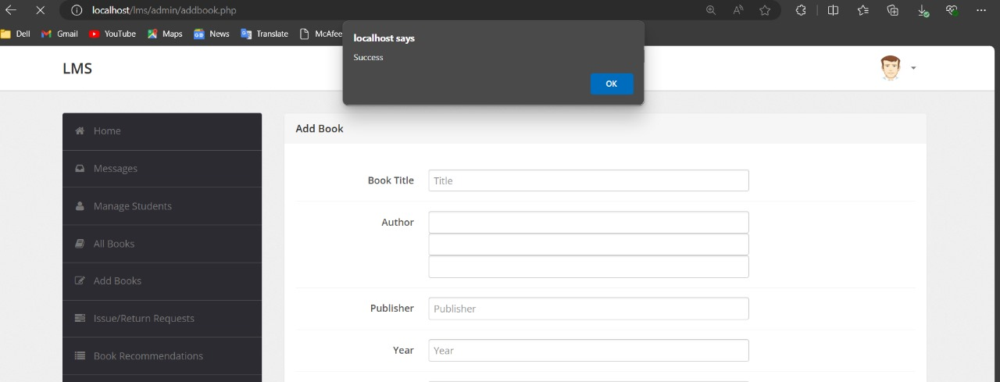 localhost/lms/admin/addbook.php
Dell Gmail YouTube Maps News Translate McAfee
localhost says
Success
OK
LMS
Home
Messages
Manage Students
All Books
Add Books
Issue/Return Requests
Book Recommendations
Add Book
Book Title Title
Author
Publisher Publisher
Year Year